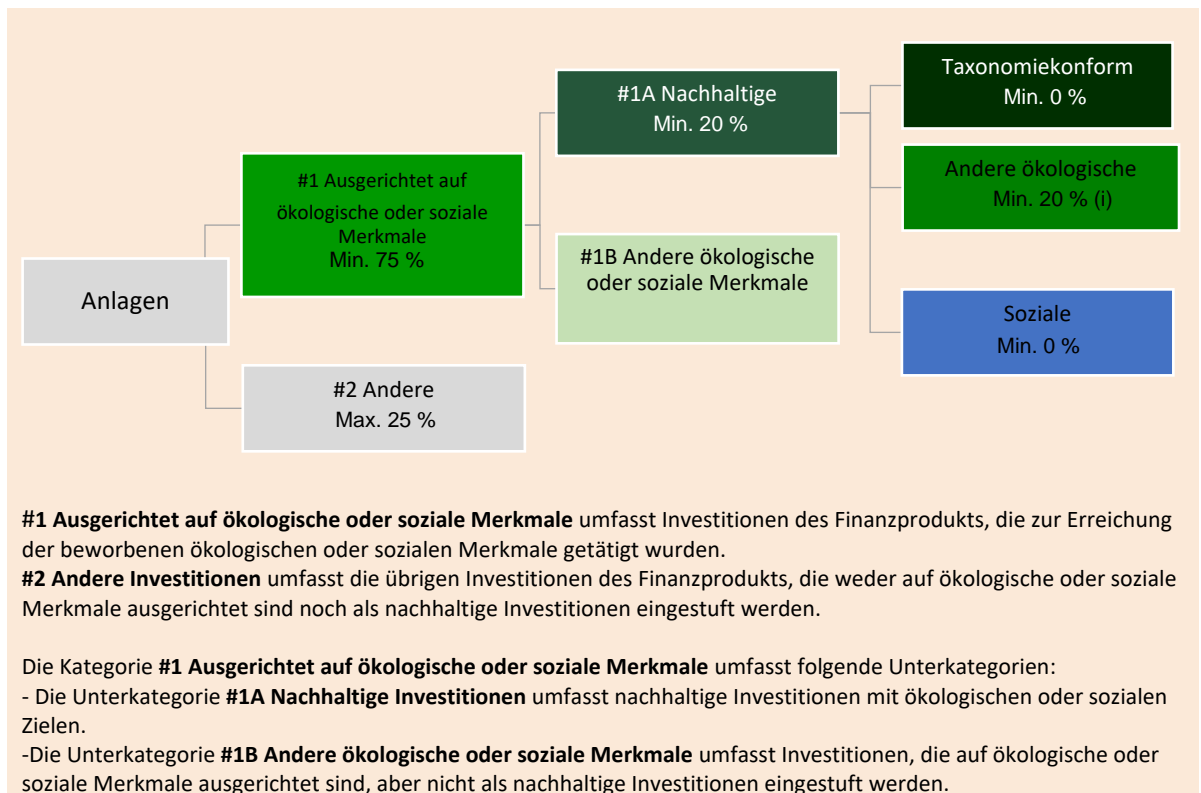 Taxonomiekonform
Min. 0 %
#1A Nachhaltige
Min. 20 %
#1 Ausgerichtet auf
ökologische oder soziale
Merkmale
Min. 75 %
Andere ökologische
Min. 20 % (i)
#1B Andere ökologische
oder soziale Merkmale
Anlagen
Soziale
Min. 0 %
#2 Andere
Max. 25 %
#1 Ausgerichtet auf ökologische oder soziale Merkmale umfasst Investitionen des Finanzprodukts, die zur Erreichung
der beworbenen ökologischen oder sozialen Merkmale getätigt wurden.
#2 Andere Investitionen umfasst die übrigen Investitionen des Finanzprodukts, die weder auf ökologische oder soziale
Merkmale ausgerichtet sind noch als nachhaltige Investitionen eingestuft werden.
Die Kategorie #1 Ausgerichtet auf ökologische oder soziale Merkmale umfasst folgende Unterkategorien:
- Die Unterkategorie #1A Nachhaltige Investitionen umfasst nachhaltige Investitionen mit ökologischen oder sozialen
Zielen.
-Die Unterkategorie #1B Andere ökologische oder soziale Merkmale umfasst Investitionen, die auf ökologische oder
soziale Merkmale ausgerichtet sind, aber nicht als nachhaltige Investitionen eingestuft werden.